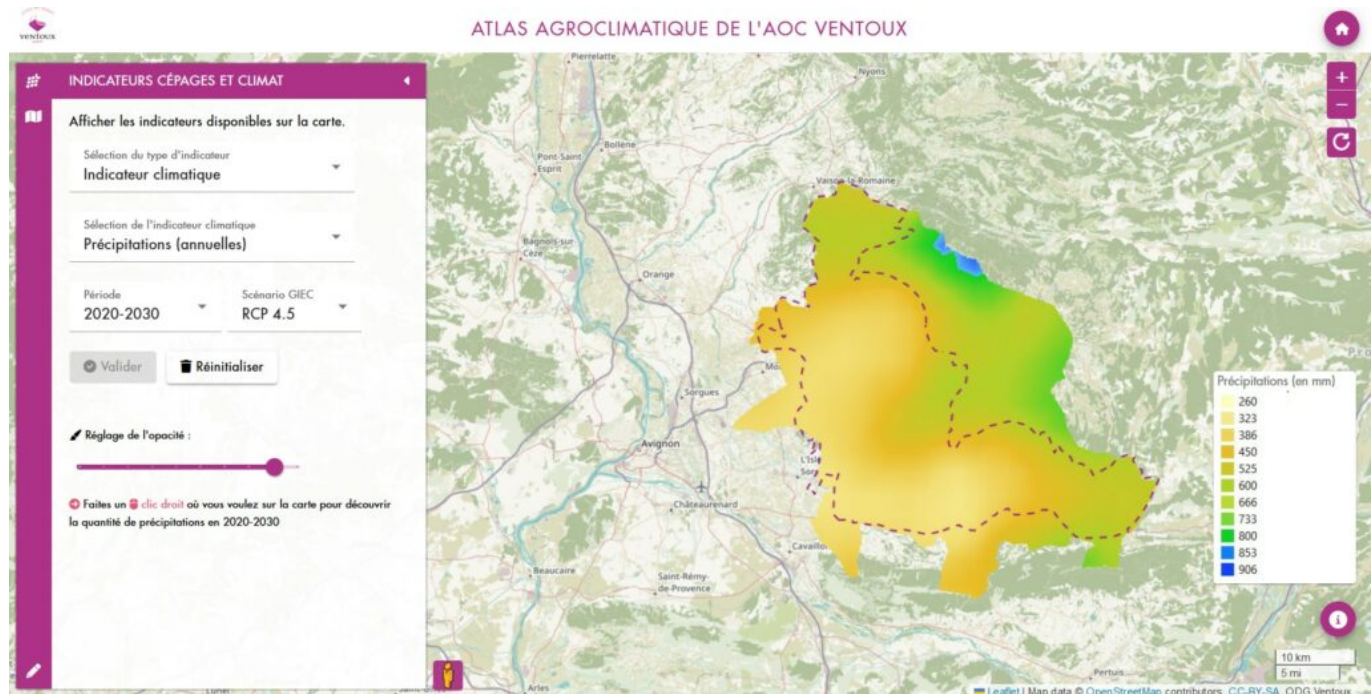 VENTOUX
ATLAS AGROCLIMATIQUE DE L'AOC VENTOUX
INDICATEURS CÉPAGES ET CLIMAT
Afficher les indicateurs disponibles sur la carte.
Sélection du type d'indicateur
Indicateur climatique
Sélection de l'indicateur climatique
Précipitations (annuelles)
Période
2020-2030
Scénario GIEC
RCP 4.5
Valider
Réinitialiser
Réglage de l'opacité :
Faites un clic droit où vous voulez sur la carte pour découvrir
la quantité de précipitations en 2020-2030
Pierrelatte
Nyons
Bollène
Pont-Saint
Esprit
Vaison-la-Romaine
Bagnols-sur
Cèze
Orange
Sorgues
Avignon
L'Isle
Châteaurenard
Cavaillon
Beaucaire
Saint-Rémy-
de-Provence
Arles
Pertuis
+
−
Précipitations (en mm)
260
323
386
450
525
600
666
733
800
853
906
10 km
5 mi
Leaflet | Map data © OpenStreetMap contributors, CC-BY-SA, ODG Ventoux